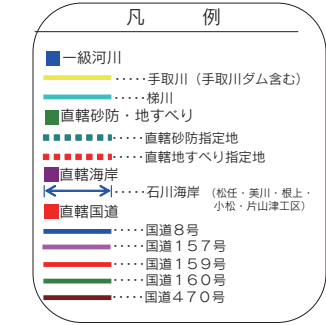 凡例
一級河川
‥‥‥手取川（手取川ダム含む）
‥‥‥梯川
直轄砂防・地すべり
‥‥‥直轄砂防指定地
‥‥‥直轄地すべり指定地
直轄海岸
‥‥‥石川海岸（松任・美川・根上・
小松・片山津工区）
直轄国道
‥‥‥国道８号
‥‥‥国道１５７号
‥‥‥国道１５９号
‥‥‥国道１６０号
‥‥‥国道４７０号